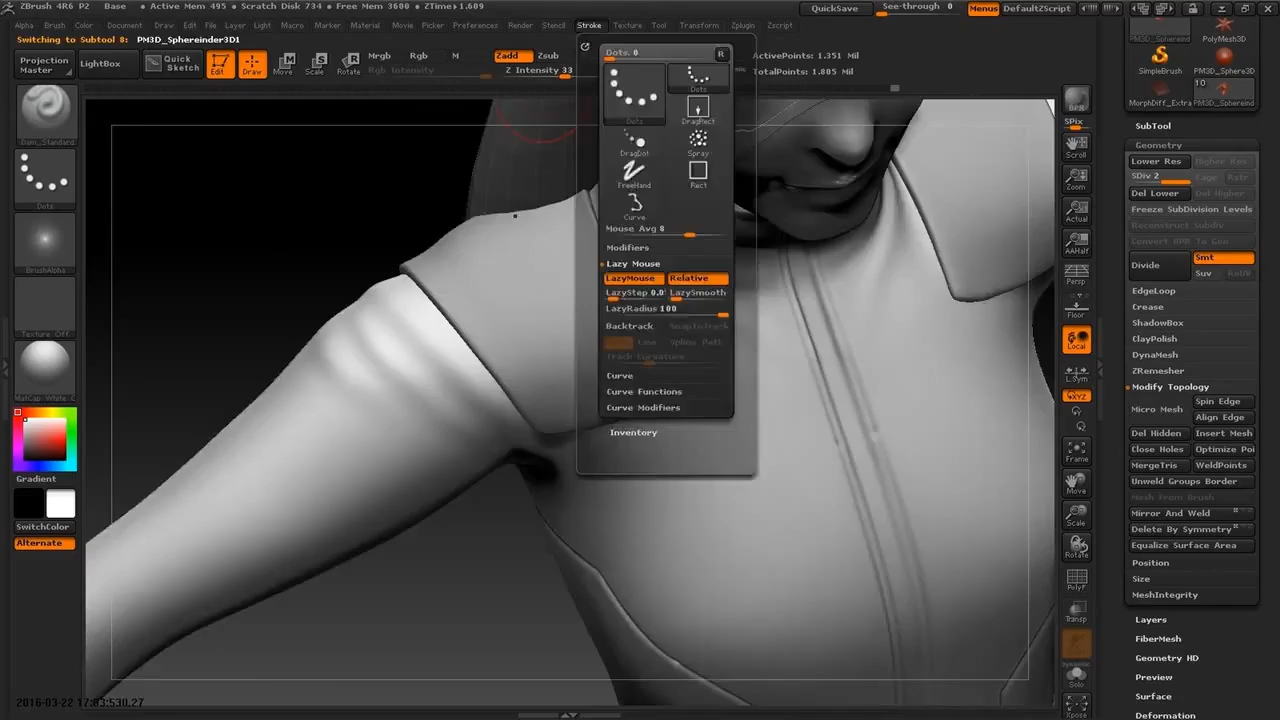 ZBrush 4R6 P2 Base • Active Mem 495 • Scratch Disk 734 • Free Mem 3600 • ZTime▸1.609
QuickSave See-through 0 Menus DefaultZScript
Alpha Brush Color Document Draw Edit File Layer Light Macro Marker Material Movie Picker Preferences Render Stencil Stroke Texture Tool Transform Zplugin Zscript
Switching to Subtool 8: PM3D_Sphereinder3D1
Projection Master
LightBox
Quick Sketch
Edit Draw Move Scale Rotate
Mrgb Rgb M
Rgb Intensity
Zadd Zsub
Z Intensity 33
ActivePoints: 1.351 Mil
TotalPoints: 1.805 Mil
Dam_Standard
Dots
BrushAlpha
Texture Off
MatCap White C
Gradient
SwitchColor
Alternate
Dots. 0 R
Dots
Dots
DragRect
DragDot
Spray
FreeHand
Rect
Curve
Mouse Avg 8
Modifiers
Lazy Mouse
LazyMouse Relative
LazyStep 0.0 LazySmooth
LazyRadius 100
Backtrack SnapToTrack
Line Spline Path
Track Curvature
Curve
Curve Functions
Curve Modifiers
Inventory
BPR
SPix
Scroll
Zoom
Actual
AAHalf
Persp
Floor
Local
L.Sym
XYZ
Frame
Move
Scale
Rotate
PolyF
Transp
Solo
Xpose
PM3D_Sphereind
PolyMesh3D
SimpleBrush
PM3D_Sphere3D
10
MorphDiff_Extra
PM3D_Sphereind
SubTool
Geometry
Lower Res Higher Res
SDiv 2 Cage Rstr
Del Lower Del Higher
Freeze SubDivision Levels
Reconstruct Subdiv
Convert BPR To Geo
Divide
Smt
Suv ReUV
EdgeLoop
Crease
ShadowBox
ClayPolish
DynaMesh
ZRemesher
Modify Topology
Micro Mesh
Spin Edge
Align Edge
Del Hidden Insert Mesh
Close Holes Optimize Poi
MergeTris WeldPoints
Unweld Groups Border
Mesh From Brush
Mirror And Weld
Delete By Symmetry
Equalize Surface Area
Position
Size
MeshIntegrity
Layers
FiberMesh
Geometry HD
Preview
Surface
Deformation